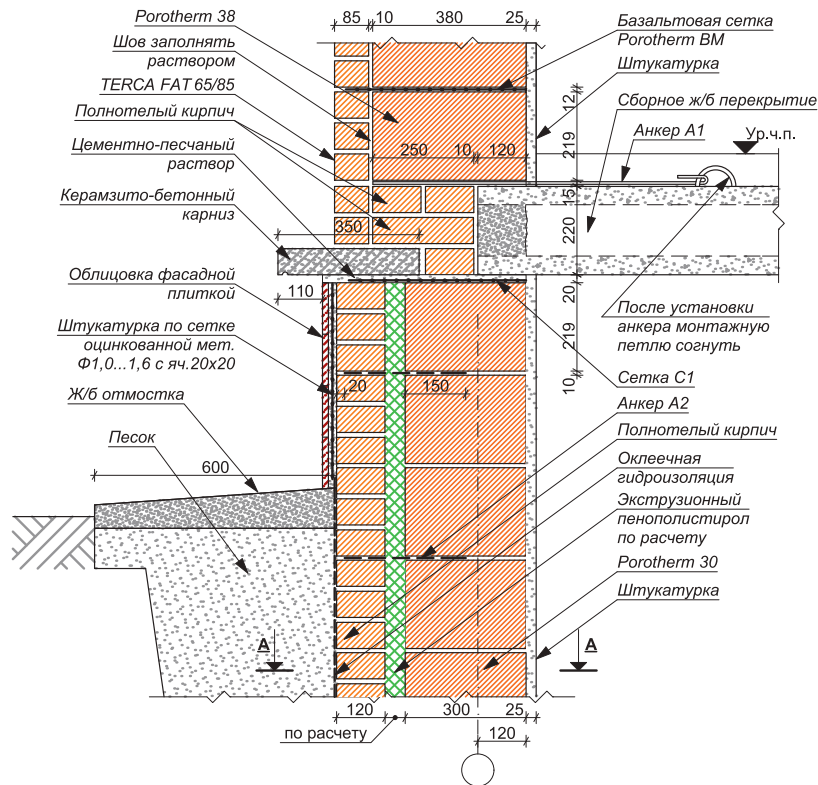 85
10
380
25
Porotherm 38
Шов заполнять
раствором
TERCA FAT 65/85
Полнотелый кирпич
Цементно-песчаный
раствор
Керамзито-бетонный
карниз
350
Облицовка фасадной
плиткой
110
Штукатурка по сетке
оцинкованной мет.
Ф1,0...1,6 с яч.20х20
Ж/б отмостка
Песок
600
Базальтовая сетка
Porotherm BM
Штукатурка
Сборное ж/б перекрытие
Анкер А1
Ур.ч.п.
12
219
15
220
20
219
10
250
10
120
После установки
анкера монтажную
петлю согнуть
20
150
Сетка С1
Анкер А2
Полнотелый кирпич
Оклеечная
гидроизоляция
Экструзионный
пенополистирол
по расчету
Porotherm 30
Штукатурка
А
А
120
300
25
по расчету
120